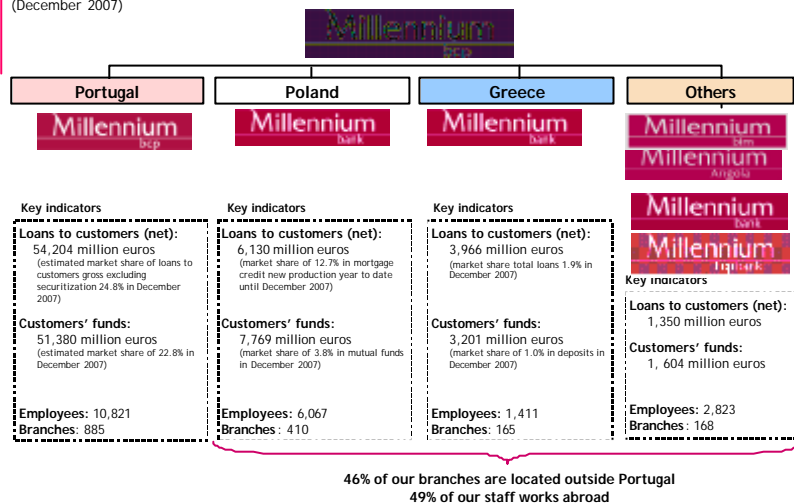 (December 2007)
Millennium
bcp
Portugal
Poland
Greece
Others
Millennium
bcp
Millennium
bank
Millennium
bank
Millennium
bim
Millennium
Angola
Millennium
bank
Millennium
Key indicators
Loans to customers (net):
54,204 million euros
(estimated market share of loans to
customers gross excluding
securitization 24.8% in December
2007)
Customers' funds:
51,380 million euros
(estimated market share of 22.8% in
December 2007)
Employees: 10,821
Branches: 885
Key indicators
Loans to customers (net):
6,130 million euros
(market share of 12.7% in mortgage
credit new production year to date
until December 2007)
Customers' funds:
7,769 million euros
(market share of 3.8% in mutual funds
in December 2007)
Employees: 6,067
Branches: 410
Key indicators
Loans to customers (net):
3,966 million euros
(market share total loans 1.9% in
December 2007)
Customers' funds:
3,201 million euros
(market share of 1.0% in deposits in
December 2007)
Employees: 1,411
Branches: 165
Key indicators
Loans to customers (net):
1,350 million euros
Customers' funds:
1, 604 million euros
Employees: 2,823
Branches: 168
46% of our branches are located outside Portugal
49% of our staff works abroad